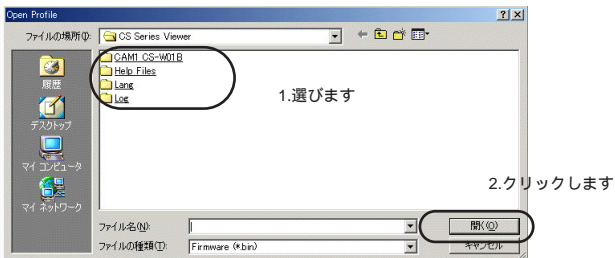 Open Profile
ファイルの場所(I):
CS Series Viewer
CAM1 CS-W01B
Help Files
Lang
Log
1.選びます
履歴
デスクトップ
マイ コンピュータ
マイ ネットワーク
2.クリックします
ファイル名(N):
開く(O)
ファイルの種類(T):
Firmware (*.bin)
キャンセル